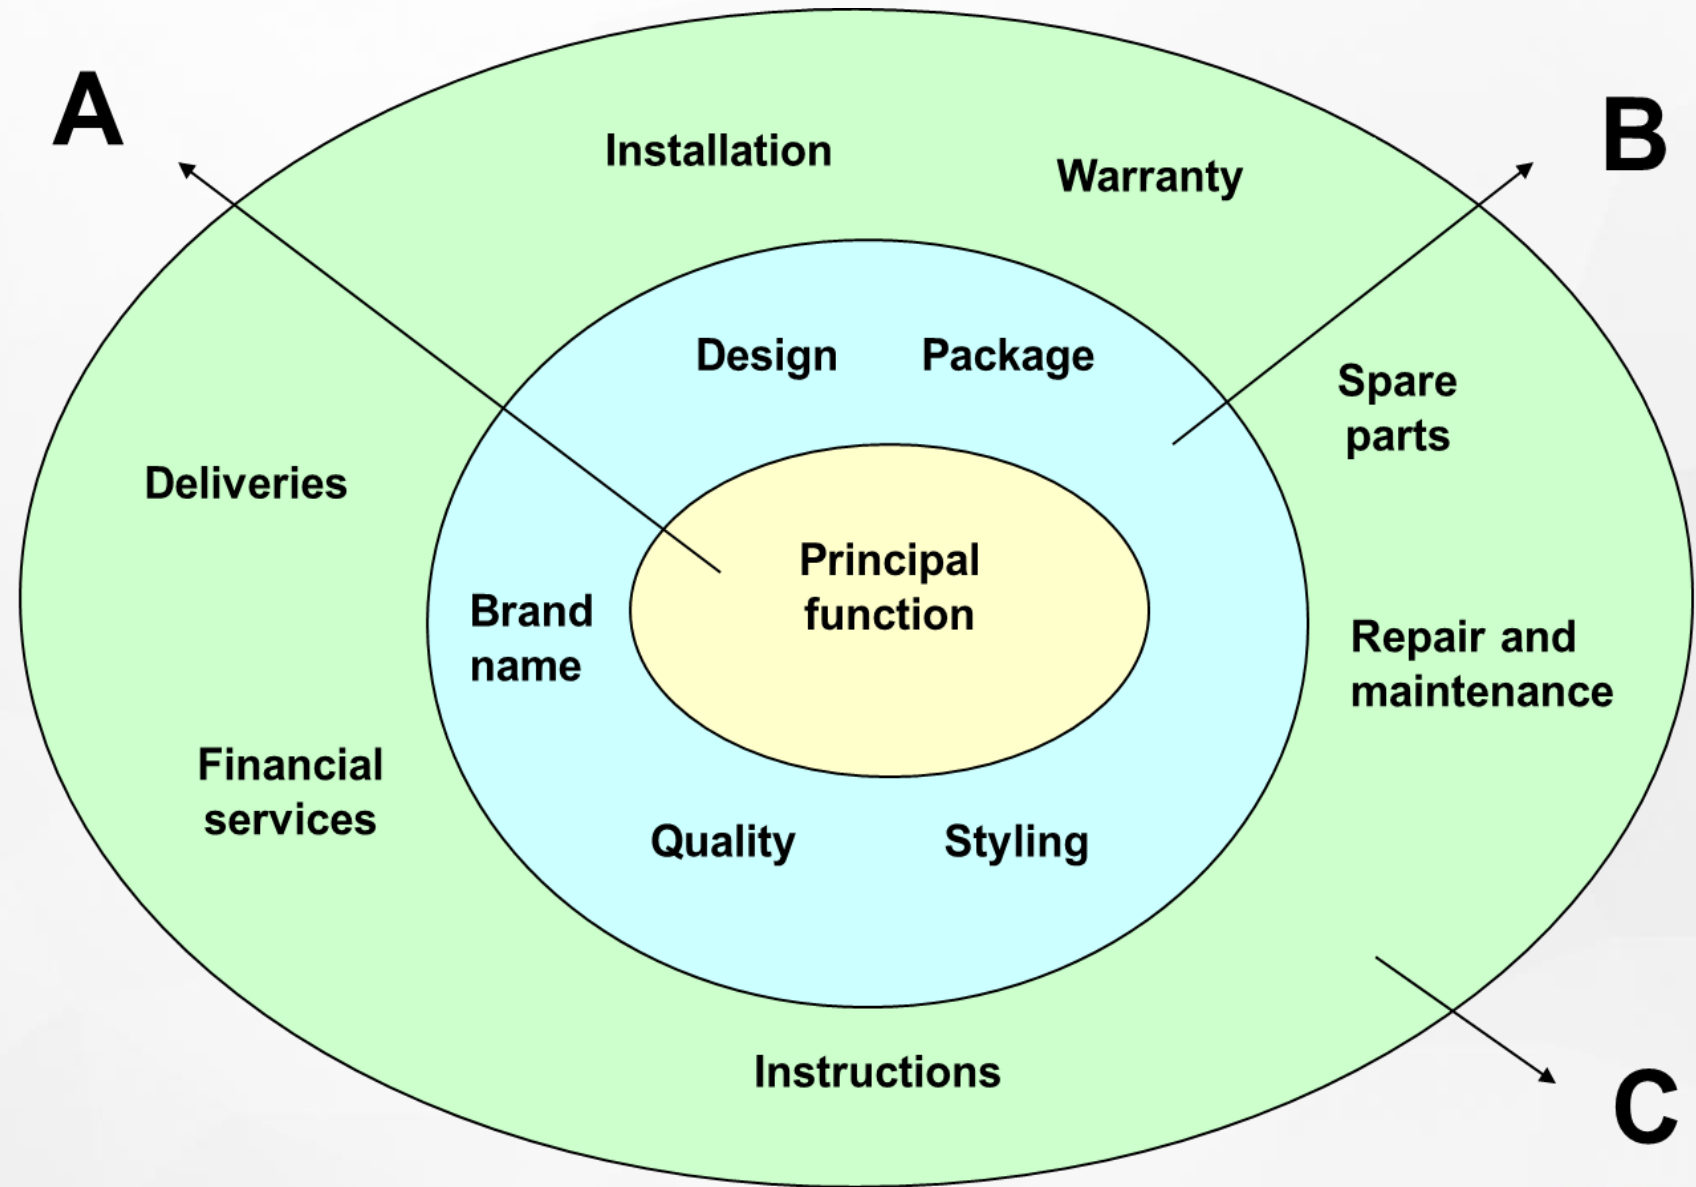 A
B
Installation
Warranty
Design
Package
Spare
parts
Deliveries
Principal
function
Brand
name
Repair and
maintenance
Financial
services
Quality
Styling
Instructions
C